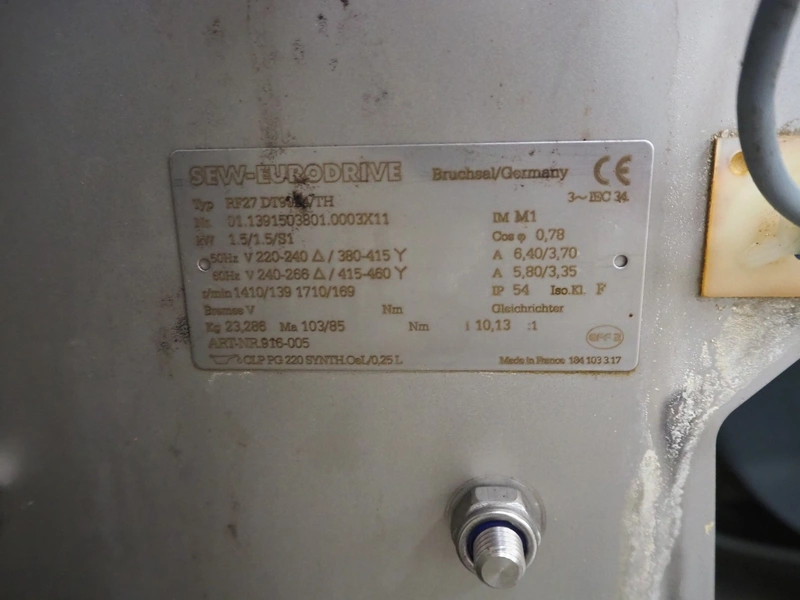 SEW-EURODRIVE Bruchsal/Germany CE
Typ RF27 /TH 3~ IEC 34
Nr. 01.1391503801.0003X11 IM M1
kW 1.5/1.5/S1 Cos φ 0,78
50Hz V 220-240 Δ / 380-415 Y A 6,40/3,70
60Hz V 240-266 Δ / 415-460 Y A 5,80/3,35
r/min 1410/139 1710/169 IP 54 Iso.Kl. F
Bremse V Nm Gleichrichter
Kg 23,286 Ma 103/85 Nm i 10,13 :1
ART-NR.916-005 EFF 2
CLP PG 220 SYNTH.Oel./0,25 L Made in France 184 103 3.17